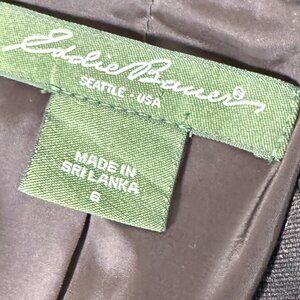 Eddie Bauer®
SEATTLE · USA
MADE IN
SRI LANKA
6